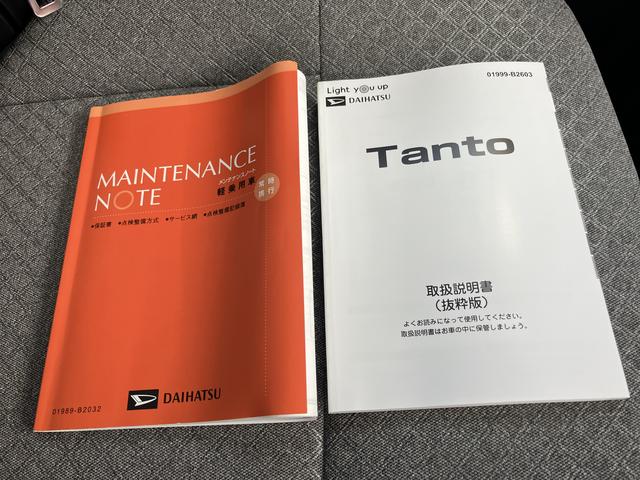 MAINTENANCE
NOTE
メンテナンスノート
軽乗用車
常時
携行
•保証書 •点検整備方式 •サービス網 •点検整備記録簿
DAIHATSU
01989-B2032
01999-B2603
Light you up
DAIHATSU
Tanto
取扱説明書
（抜粋版）
よくお読みになって使用してください。
取扱説明書はお車の中に保管しましょう。